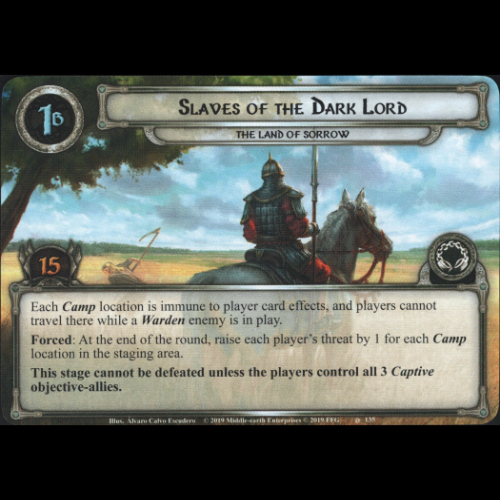 1B
SLAVES OF THE DARK LORD
THE LAND OF SORROW
15
Each Camp location is immune to player card effects, and players cannot
travel there while a Warden enemy is in play.
Forced: At the end of the round, raise each player's threat by 1 for each Camp
location in the staging area.
This stage cannot be defeated unless the players control all 3 Captive
objective-allies.
Illus. Álvaro Calvo Escudero © 2019 Middle-earth Enterprises © 2019 FFG